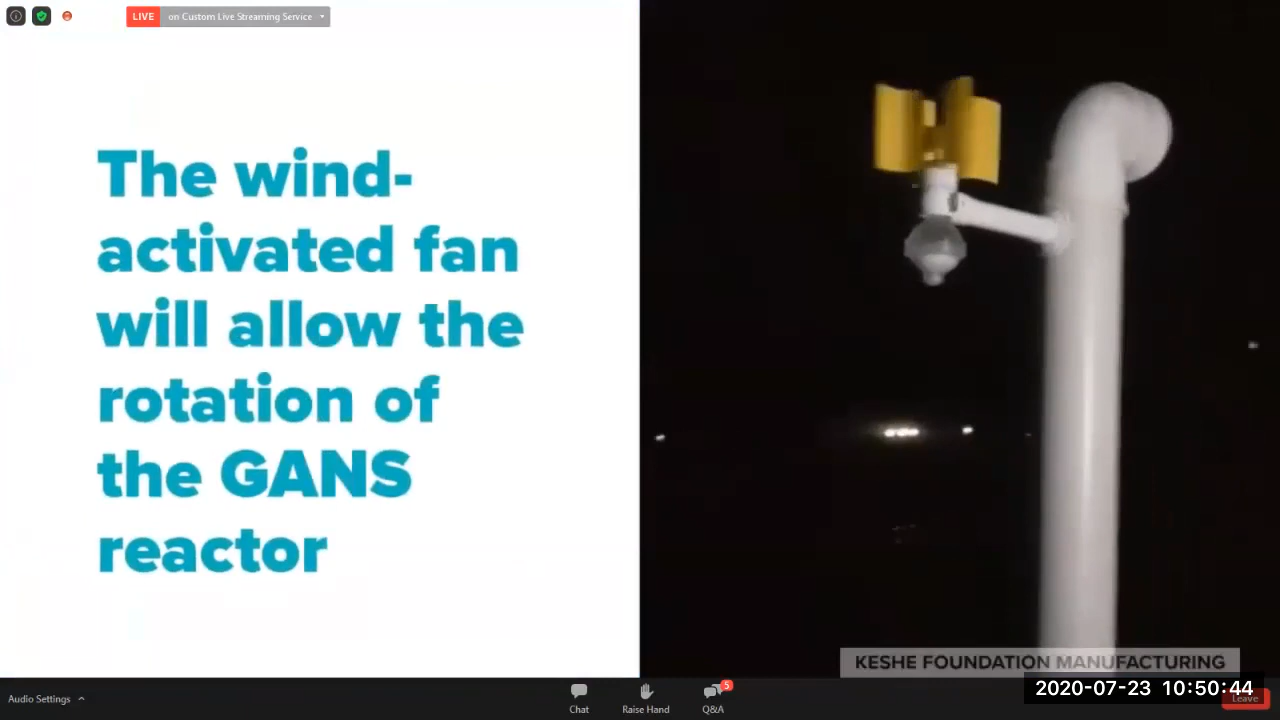 LIVE on Custom Live Streaming Service
The wind-
activated fan
will allow the
rotation of
the GANS
reactor
KESHE FOUNDATION MANUFACTURING
2020-07-23 10:50:44
Audio Settings
Chat
Raise Hand
5
Q&A
Leave